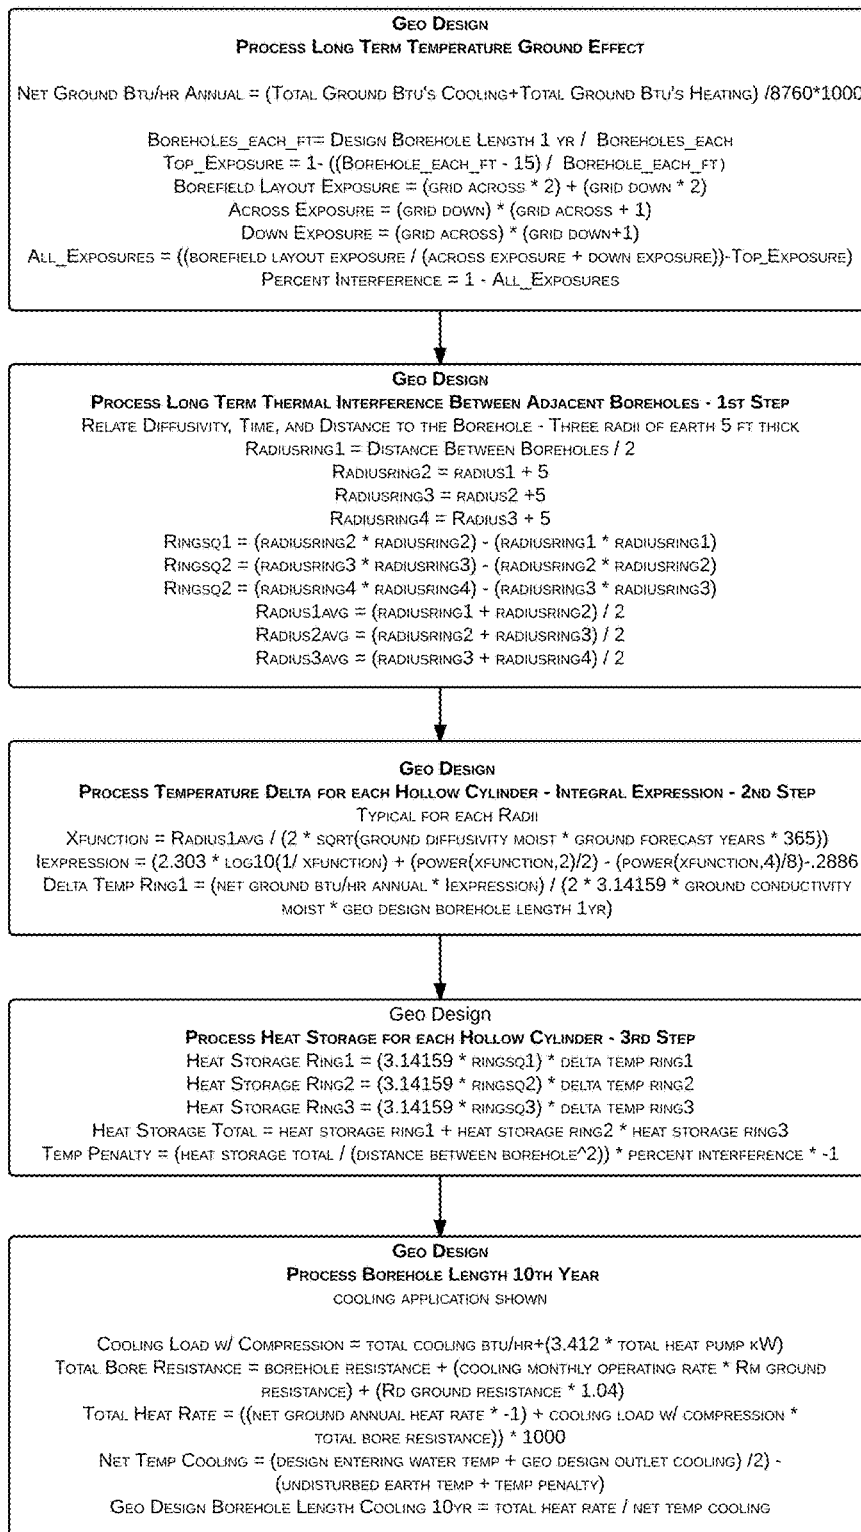 Geo Design
Process Long Term Temperature Ground Effect
Net Ground Btu/hr Annual = (Total Ground Btu's Cooling+Total Ground Btu's Heating) /8760*1000
Boreholes_each_ft= Design Borehole Length 1 yr / Boreholes_each
Top_Exposure = 1- ((Borehole_each_ft - 15) / Borehole_each_ft)
Borefield Layout Exposure = (grid across * 2) + (grid down * 2)
Across Exposure = (grid down) * (grid across + 1)
Down Exposure = (grid across) * (grid down+1)
All_Exposures = ((borefield layout exposure / (across exposure + down exposure))-Top_Exposure)
Percent Interference = 1 - All_Exposures
Geo Design
Process Long Term Thermal Interference Between Adjacent Boreholes - 1st Step
Relate Diffusivity, Time, and Distance to the Borehole - Three radii of earth 5 ft thick
Radiusring1 = Distance Between Boreholes / 2
Radiusring2 = radius1 + 5
Radiusring3 = radius2 +5
Radiusring4 = Radius3 + 5
Ringsq1 = (radiusring2 * radiusring2) - (radiusring1 * radiusring1)
Ringsq2 = (radiusring3 * radiusring3) - (radiusring2 * radiusring2)
Ringsq2 = (radiusring4 * radiusring4) - (radiusring3 * radiusring3)
Radius1avg = (radiusring1 + radiusring2) / 2
Radius2avg = (radiusring2 + radiusring3) / 2
Radius3avg = (radiusring3 + radiusring4) / 2
Geo Design
Process Temperature Delta for each Hollow Cylinder - Integral Expression - 2nd Step
Typical for each Radii
Xfunction = Radius1avg / (2 * sqrt(ground diffusivity moist * ground forecast years * 365))
Iexpression = (2.303 * log10(1/ xfunction) + (power(xfunction,2)/2) - (power(xfunction,4)/8)-.2886
Delta Temp Ring1 = (net ground btu/hr annual * Iexpression) / (2 * 3.14159 * ground conductivity
moist * geo design borehole length 1yr)
Geo Design
Process Heat Storage for each Hollow Cylinder - 3rd Step
Heat Storage Ring1 = (3.14159 * ringsq1) * delta temp ring1
Heat Storage Ring2 = (3.14159 * ringsq2) * delta temp ring2
Heat Storage Ring3 = (3.14159 * ringsq3) * delta temp ring3
Heat Storage Total = heat storage ring1 + heat storage ring2 * heat storage ring3
Temp Penalty = (heat storage total / (distance between borehole^2)) * percent interference * -1
Geo Design
Process Borehole Length 10th Year
cooling application shown
Cooling Load w/ Compression = total cooling btu/hr+(3.412 * total heat pump kW)
Total Bore Resistance = borehole resistance + (cooling monthly operating rate * Rm ground
resistance) + (Rd ground resistance * 1.04)
Total Heat Rate = ((net ground annual heat rate * -1) + cooling load w/ compression *
total bore resistance)) * 1000
Net Temp Cooling = (design entering water temp + geo design outlet cooling) /2) -
(undisturbed earth temp + temp penalty)
Geo Design Borehole Length Cooling 10yr = total heat rate / net temp cooling